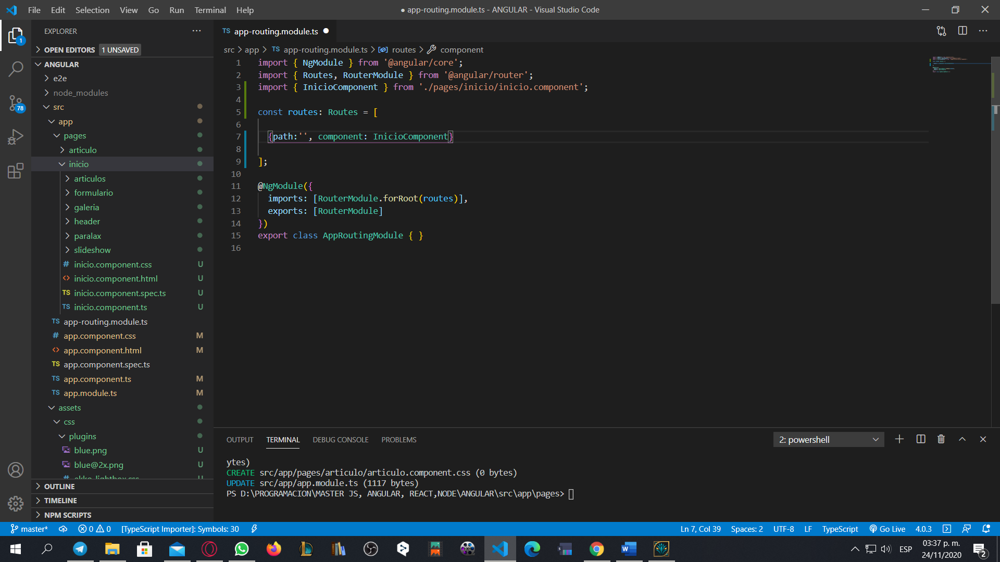 File Edit Selection View Go Run Terminal Help
● app-routing.module.ts - ANGULAR - Visual Studio Code
EXPLORER
OPEN EDITORS 1 UNSAVED
ANGULAR
e2e
node_modules
src
app
pages
articulo
inicio
articulos
formulario
galeria
header
paralax
slideshow
# inicio.component.css U
<> inicio.component.html U
TS inicio.component.spec.ts U
TS inicio.component.ts U
TS app-routing.module.ts
# app.component.css M
<> app.component.html M
TS app.component.spec.ts
TS app.component.ts M
TS app.module.ts M
assets
css
plugins
blue.png U
blue@2x.png U
OUTLINE
TIMELINE
NPM SCRIPTS
1
78
TS app-routing.module.ts ●
src > app > TS app-routing.module.ts > routes > component
1 import { NgModule } from '@angular/core';
2 import { Routes, RouterModule } from '@angular/router';
3 import { InicioComponent } from './pages/inicio/inicio.component';
4
5 const routes: Routes = [
6
7 {path:'', component: InicioComponent}
8
9 ];
10
11 @NgModule({
12 imports: [RouterModule.forRoot(routes)],
13 exports: [RouterModule]
14 })
15 export class AppRoutingModule { }
16
OUTPUT TERMINAL DEBUG CONSOLE PROBLEMS
2: powershell
ytes)
CREATE src/app/pages/articulo/articulo.component.css (0 bytes)
UPDATE src/app/app.module.ts (1117 bytes)
PS D:\PROGRAMACION\MASTER JS, ANGULAR, REACT,NODE\ANGULAR\src\app\pages>
master* 0 0 [TypeScript Importer]: Symbols: 30
Ln 7, Col 39 Spaces: 2 UTF-8 LF TypeScript Go Live 4.0.3
ESP
03:37 p. m.
24/11/2020
2